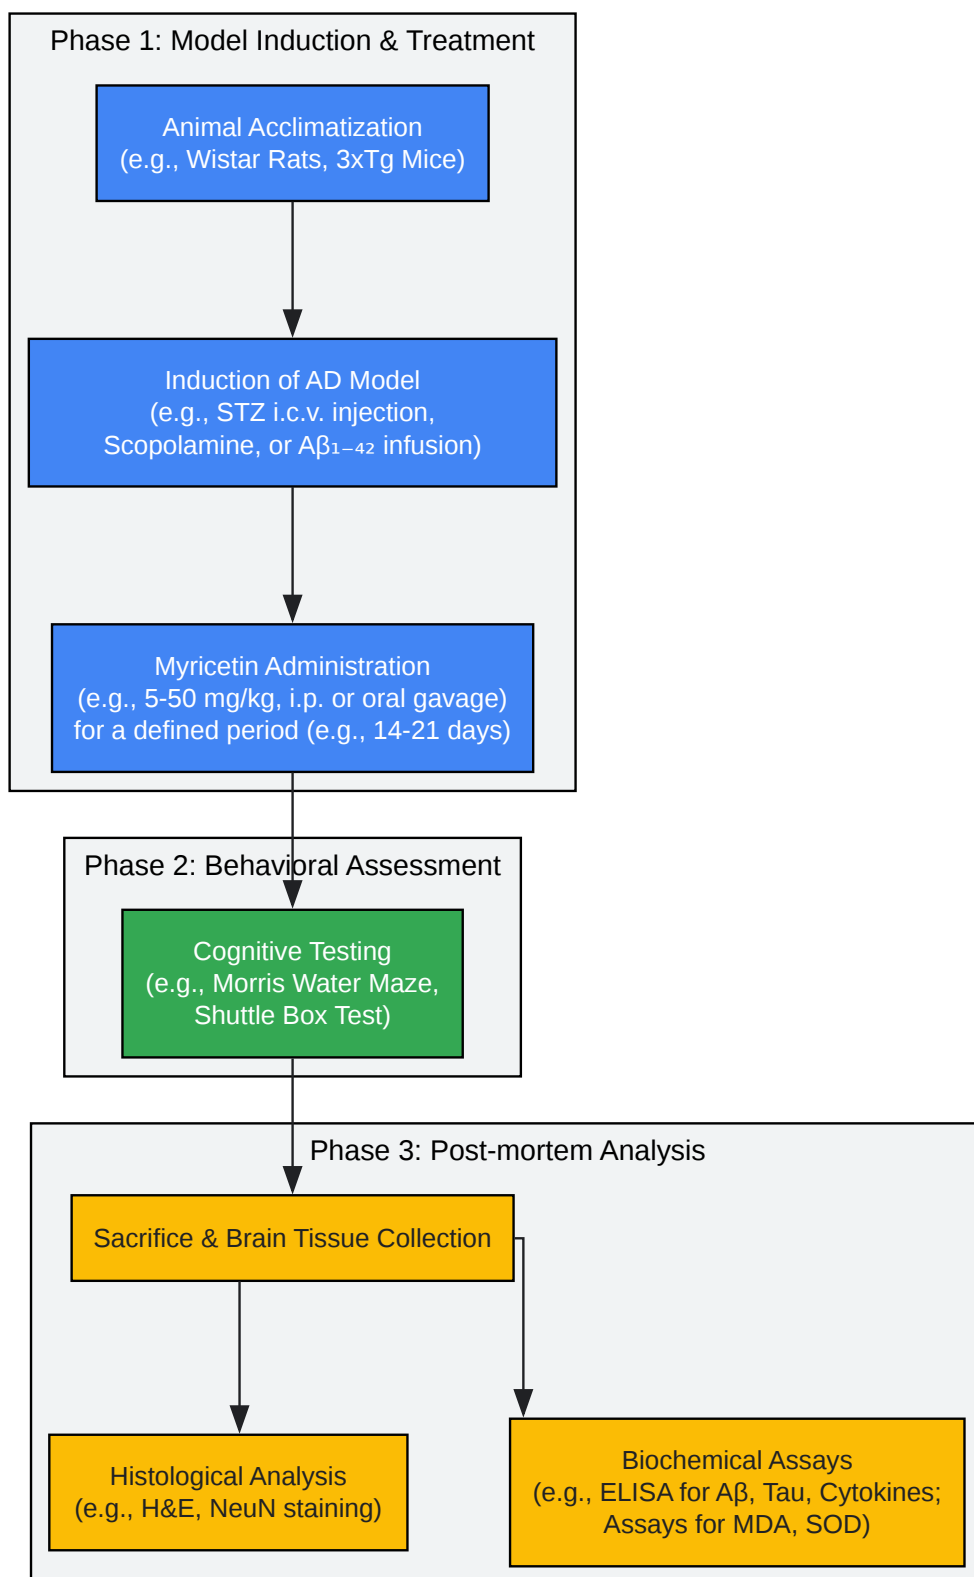 Phase 1: Model Induction & Treatment
Animal Acclimatization
(e.g., Wistar Rats, 3xTg Mice)
Induction of AD Model
(e.g., STZ i.c.v. injection,
Scopolamine, or Aβ₁₋₄₂ infusion)
Myricetin Administration
(e.g., 5-50 mg/kg, i.p. or oral gavage)
for a defined period (e.g., 14-21 days)
Phase 2: Behavioral Assessment
Cognitive Testing
(e.g., Morris Water Maze,
Shuttle Box Test)
Phase 3: Post-mortem Analysis
Sacrifice & Brain Tissue Collection
Histological Analysis
(e.g., H&E, NeuN staining)
Biochemical Assays
(e.g., ELISA for Aβ, Tau, Cytokines;
Assays for MDA, SOD)